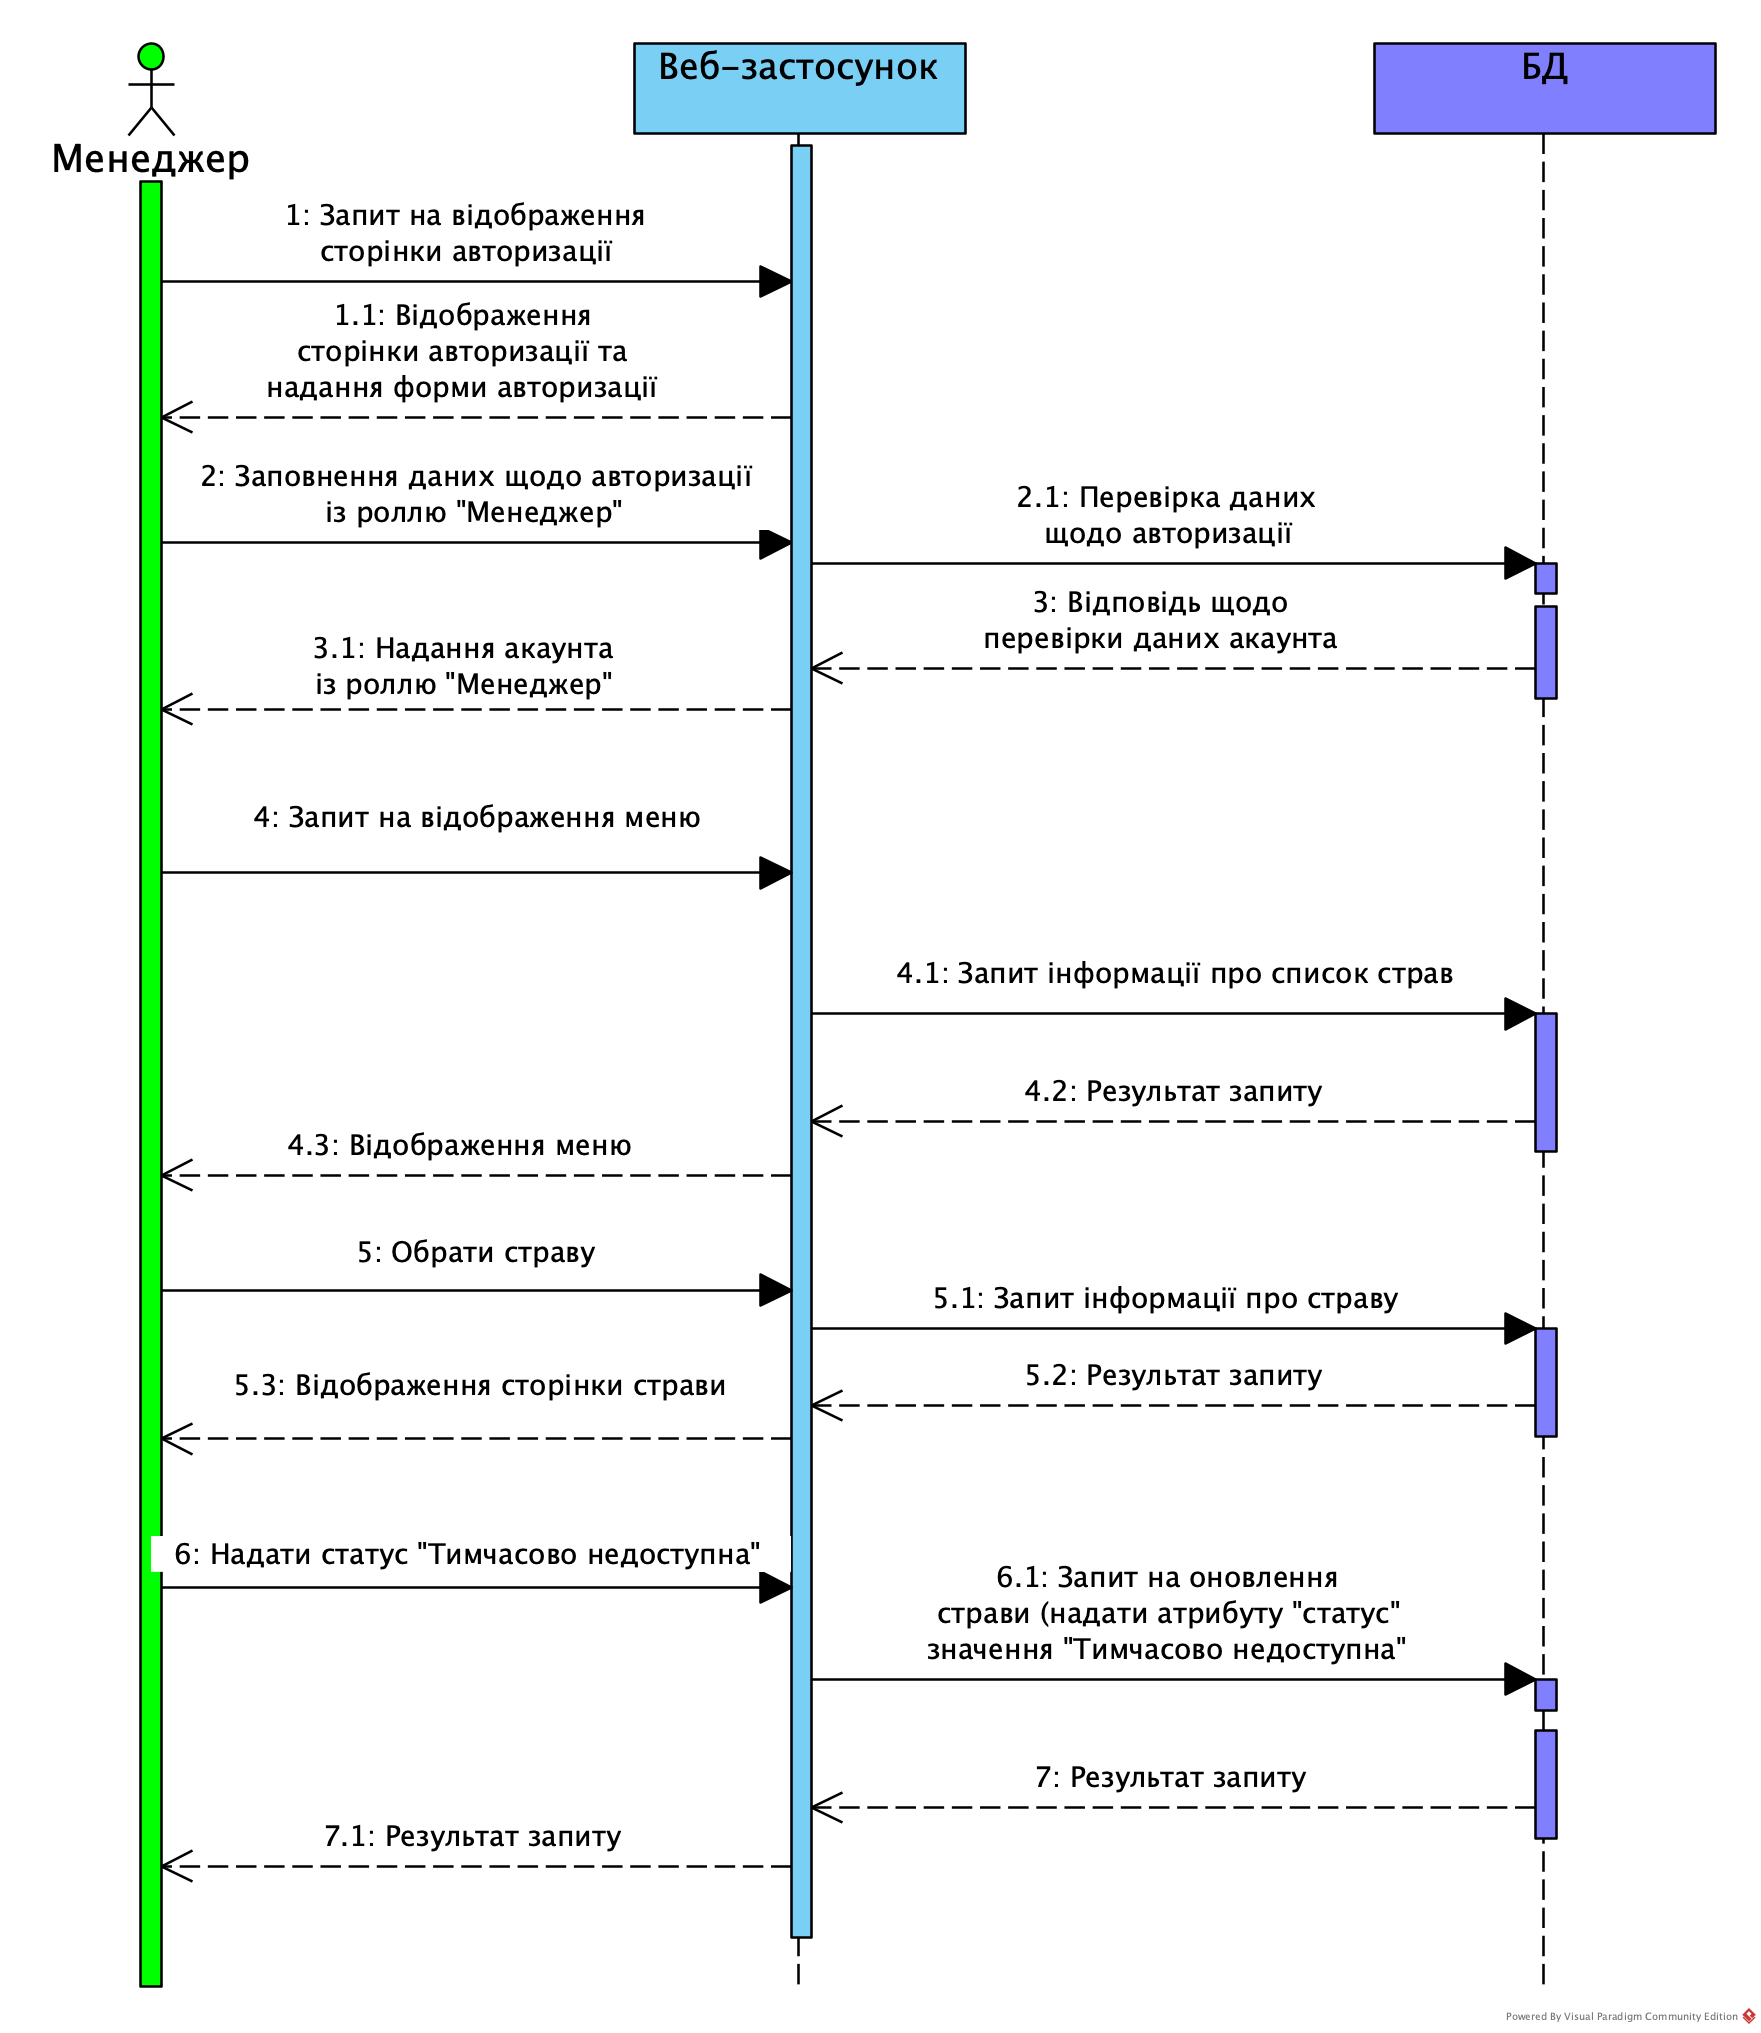 Менеджер
Веб-застосунок
БД
1: Запит на відображення
сторінки авторизації
1.1: Відображення
сторінки авторизації та
надання форми авторизації
2: Заповнення даних щодо авторизації
із роллю "Менеджер"
2.1: Перевірка даних
щодо авторизації
3: Відповідь щодо
перевірки даних акаунта
3.1: Надання акаунта
із роллю "Менеджер"
4: Запит на відображення меню
4.1: Запит інформації про список страв
4.2: Результат запиту
4.3: Відображення меню
5: Обрати страву
5.1: Запит інформації про страву
5.2: Результат запиту
5.3: Відображення сторінки страви
6: Надати статус "Тимчасово недоступна"
6.1: Запит на оновлення
страви (надати атрибуту "статус"
значення "Тимчасово недоступна"
7: Результат запиту
7.1: Результат запиту
Powered By Visual Paradigm Community Edition